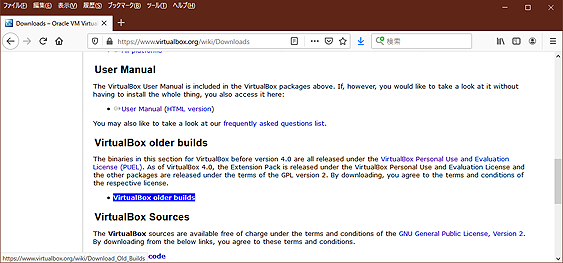 ファイル(F) 編集(E) 表示(V) 履歴(S) ブックマーク(B) ツール(T) ヘルプ(H)
Downloads – Oracle VM Virtu
https://www.virtualbox.org/wiki/Downloads
検索
User Manual
The VirtualBox User Manual is included in the VirtualBox packages above. If, however, you would like to take a look at it without
having to install the whole thing, you also access it here:
User Manual (HTML version)
You may also like to take a look at our frequently asked questions list.
VirtualBox older builds
The binaries in this section for VirtualBox before version 4.0 are all released under the VirtualBox Personal Use and Evaluation
License (PUEL). As of VirtualBox 4.0, the Extension Pack is released under the VirtualBox Personal Use and Evaluation License and
the other packages are released under the terms of the GPL version 2. By downloading, you agree to the terms and conditions of
the respective license.
VirtualBox older builds
VirtualBox Sources
The VirtualBox sources are available free of charge under the terms and conditions of the GNU General Public License, Version 2.
By downloading from the below links, you agree to these terms and conditions.
https://www.virtualbox.org/wiki/Download_Old_Builds code